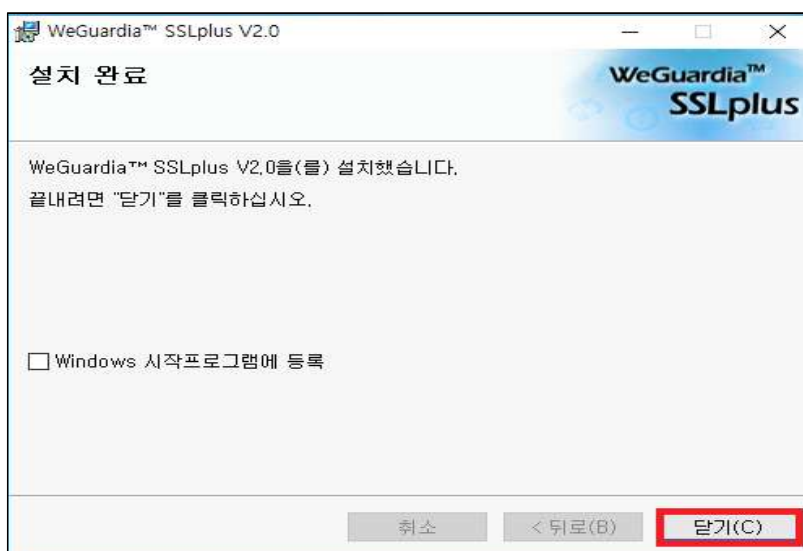 WeGuardia™ SSLplus V2.0
설치 완료
WeGuardia™
SSLplus
WeGuardia™ SSLplus V2.0을(를) 설치했습니다.
끝내려면 "닫기"를 클릭하십시오.
Windows 시작프로그램에 등록
취소
< 뒤로(B)
닫기(C)